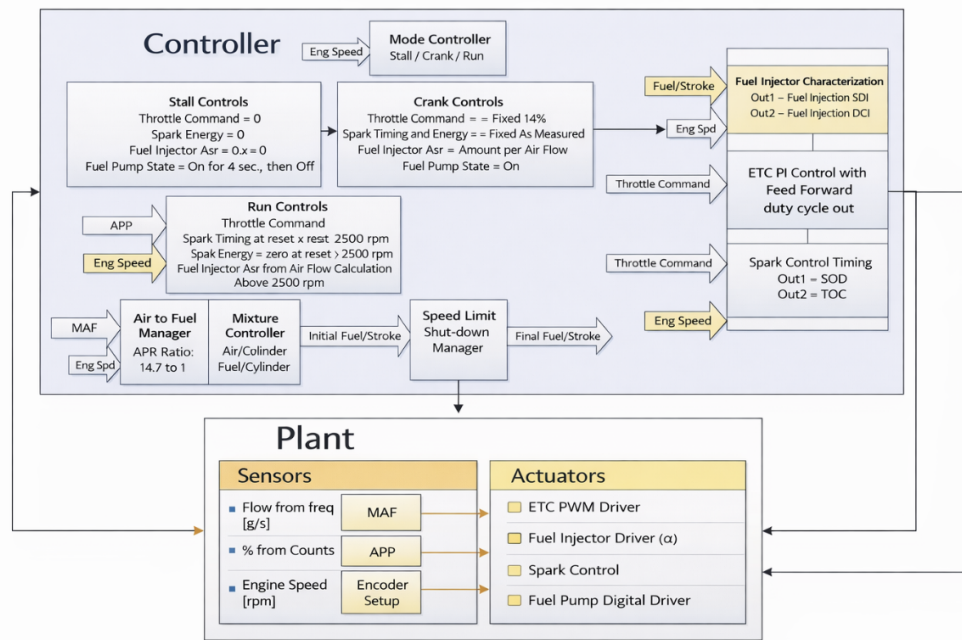 Controller
Eng Speed
Mode Controller
Stall / Crank / Run
Stall Controls
Throttle Command = 0
Spark Energy = 0
Fuel Injector Asr = 0.x = 0
Fuel Pump State = On for 4 sec., then Off
Crank Controls
Throttle Command = = Fixed 14%
Spark Timing and Energy = = Fixed As Measured
Fuel Injector Asr = Amount per Air Flow
Fuel Pump State = On
Fuel/Stroke
Eng Spd
Fuel Injector Characterization
Out1 – Fuel Injection SDI
Out2 – Fuel Injection DCI
Throttle Command
ETC PI Control with
Feed Forward
duty cycle out
APP
Eng Speed
Run Controls
Throttle Command
Spark Timing at reset x rest 2500 rpm
Spak Energy = zero at reset > 2500 rpm
Fuel Injector Asr from Air Flow Calculation
Above 2500 rpm
Throttle Command
Eng Speed
Spark Control Timing
Out1 = SOD
Out2 = TOC
MAF
Eng Spd
Air to Fuel
Manager
APR Ratio:
14.7 to 1
Mixture
Controller
Air/Colinder
Fuel/Cylinder
Initial Fuel/Stroke
Speed Limit
Shut-down
Manager
Final Fuel/Stroke
Plant
Sensors
Flow from freq
[g/s]
MAF
% from Counts
APP
Engine Speed
[rpm]
Encoder
Setup
Actuators
ETC PWM Driver
Fuel Injector Driver (α)
Spark Control
Fuel Pump Digital Driver